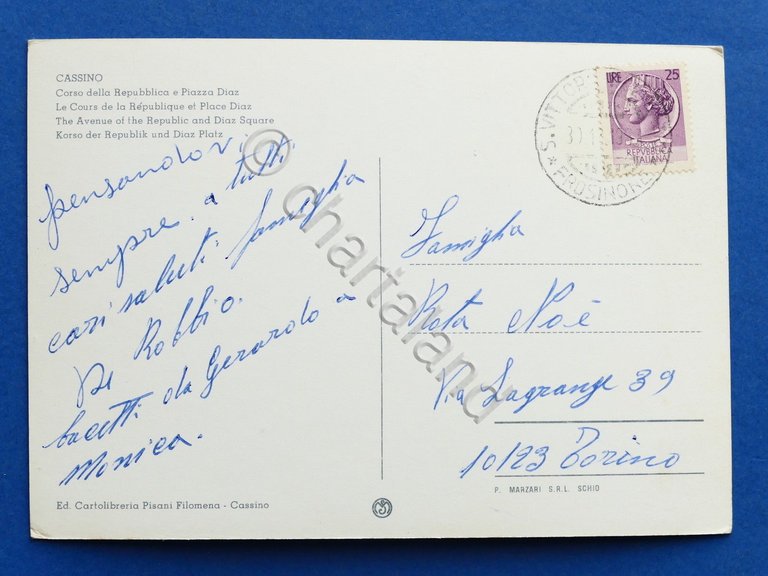 CASSINO
Corso della Repubblica e Piazza Diaz
Le Cours de la République et Place Diaz
The Avenue of the Republic and Diaz Square
Korso der Republik und Diaz Platz
pensandovi
sempre. a tutti
cari saluti. famiglia
De Robbio.
bacetti da Gerardo a
Monica.
Ed. Cartolibreria Pisani Filomena - Cassino
LIRE 25
REPUBBLICA
ITALIANA
S. VITTOR
* FROSINONE
Famiglia
Rota Noè
Via Lagrange 39
10123 Torino
P. MARZARI S.R.L. SCHIO
© chartaland